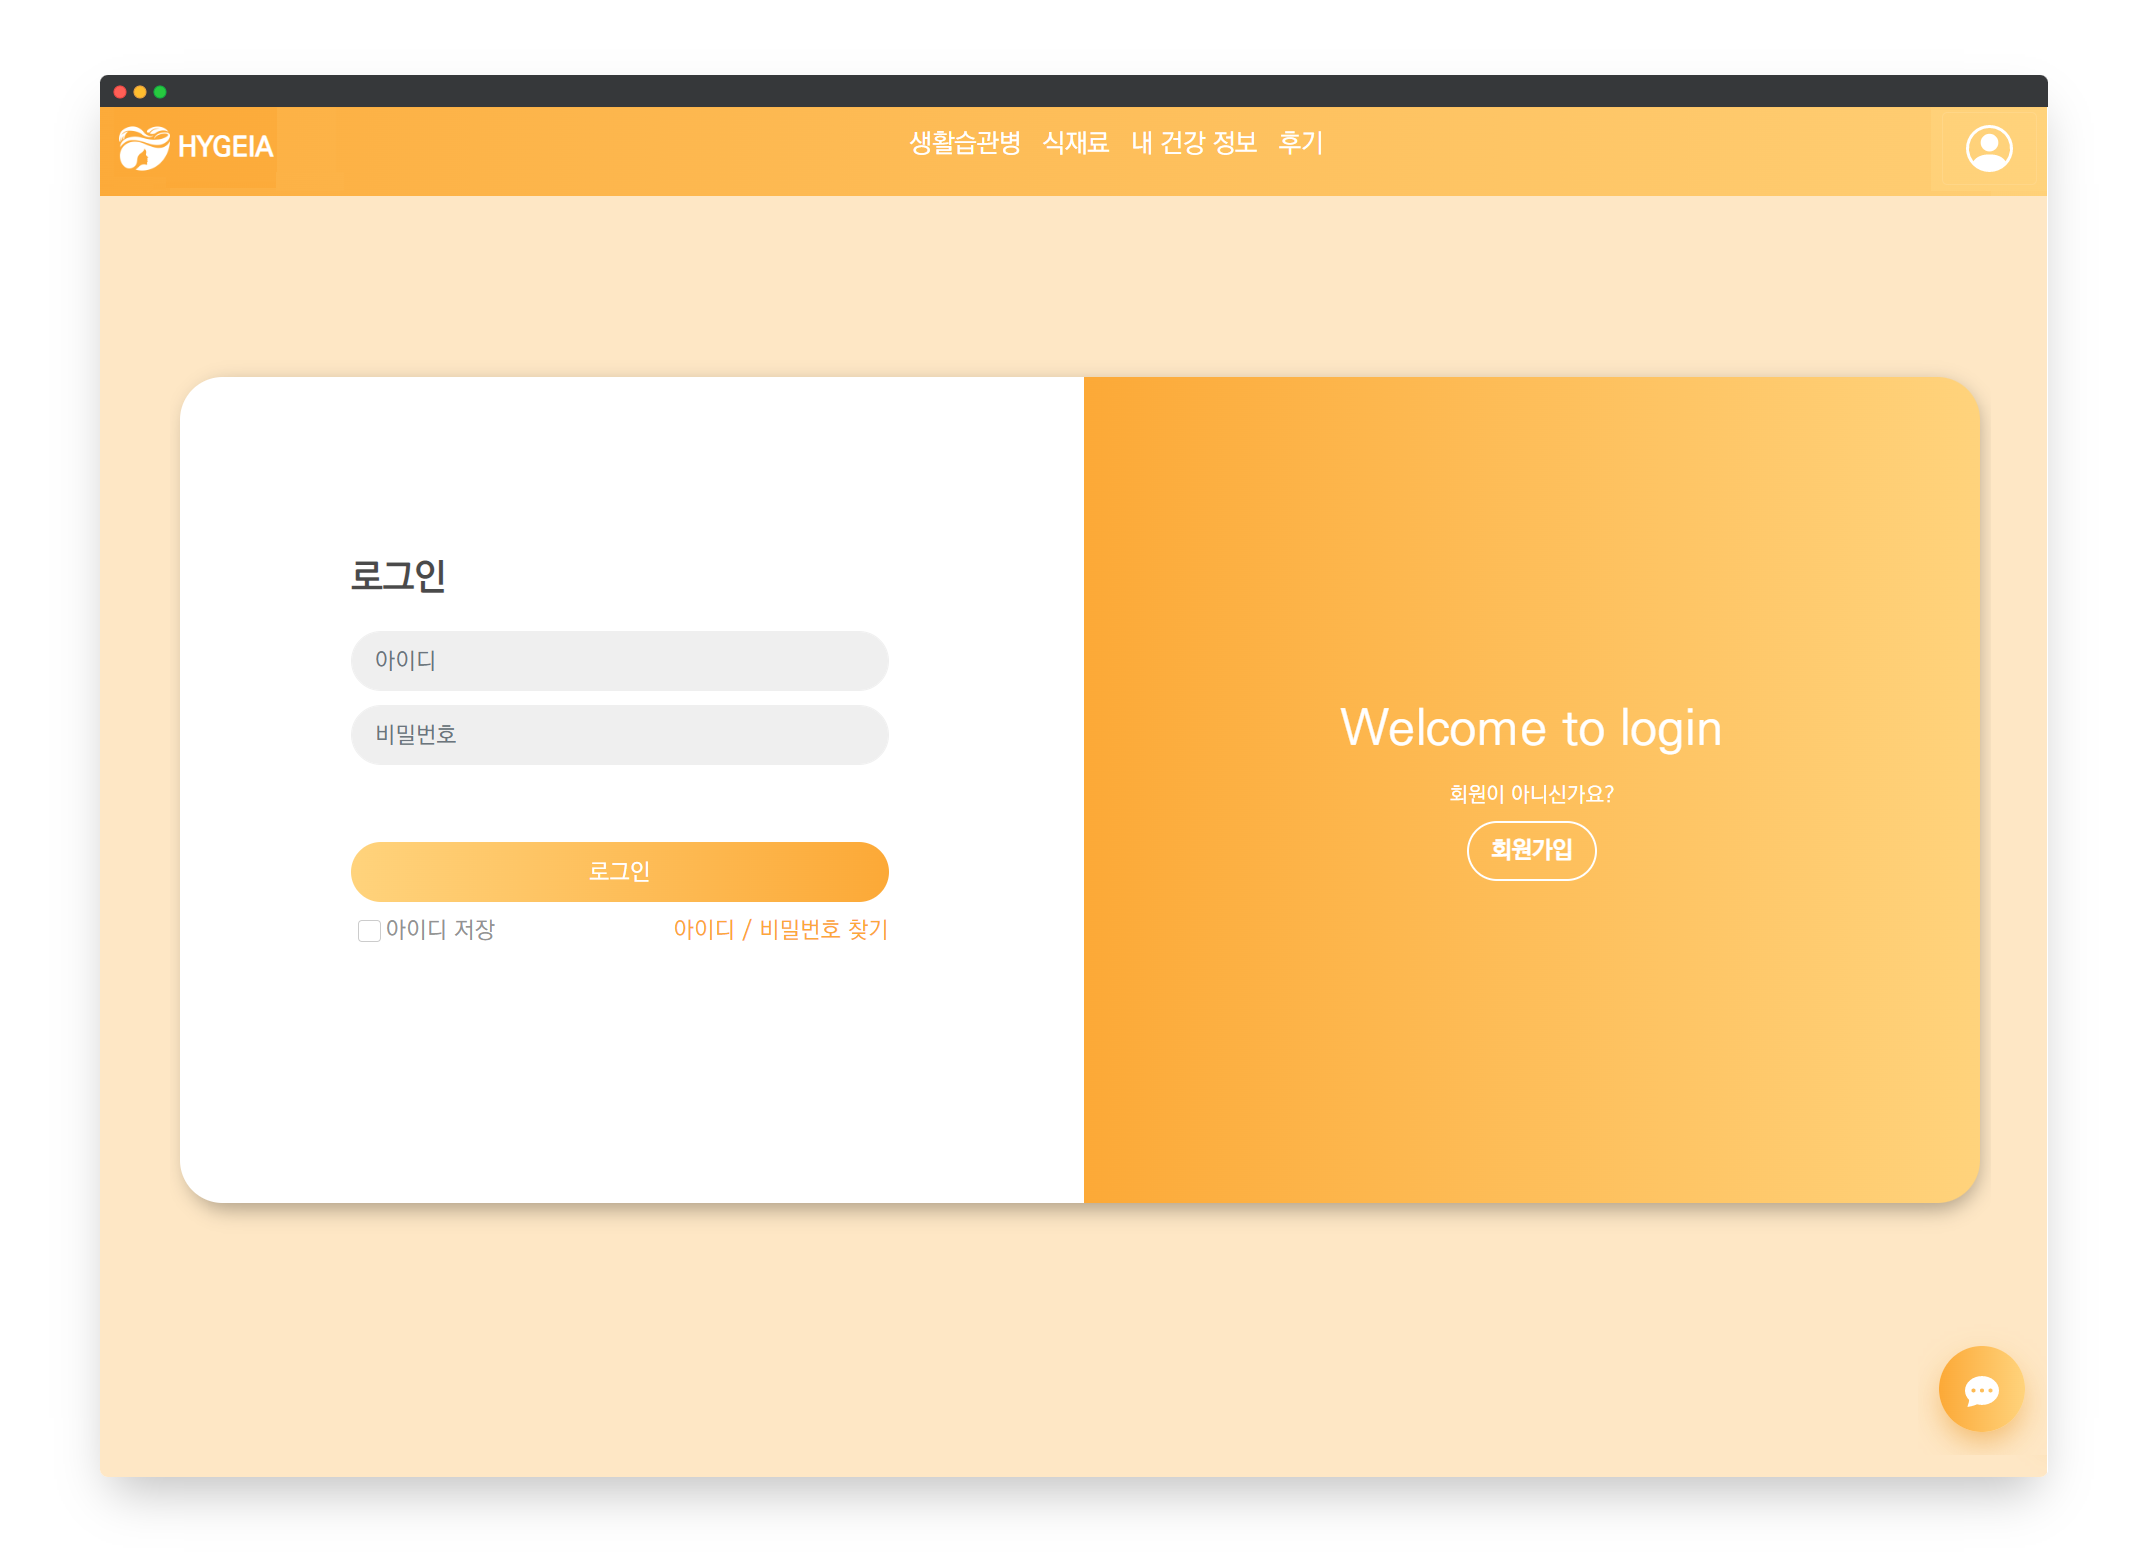 HYGEIA
생활습관병 식재료 내 건강 정보 후기
로그인
아이디
비밀번호
로그인
아이디 저장 아이디 / 비밀번호 찾기
Welcome to login
회원이 아니신가요?
회원가입